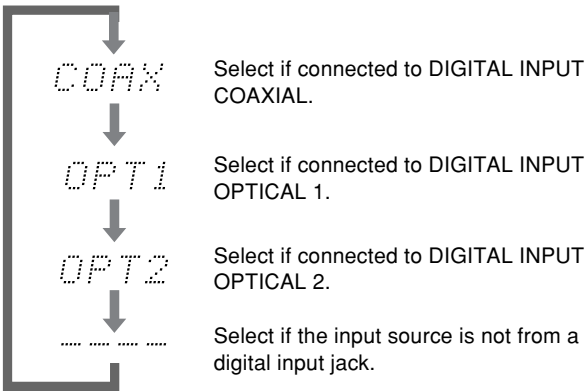 COAX
Select if connected to DIGITAL INPUT
COAXIAL.
OPT1
Select if connected to DIGITAL INPUT
OPTICAL 1.
OPT2
Select if connected to DIGITAL INPUT
OPTICAL 2.
– – – –
Select if the input source is not from a
digital input jack.